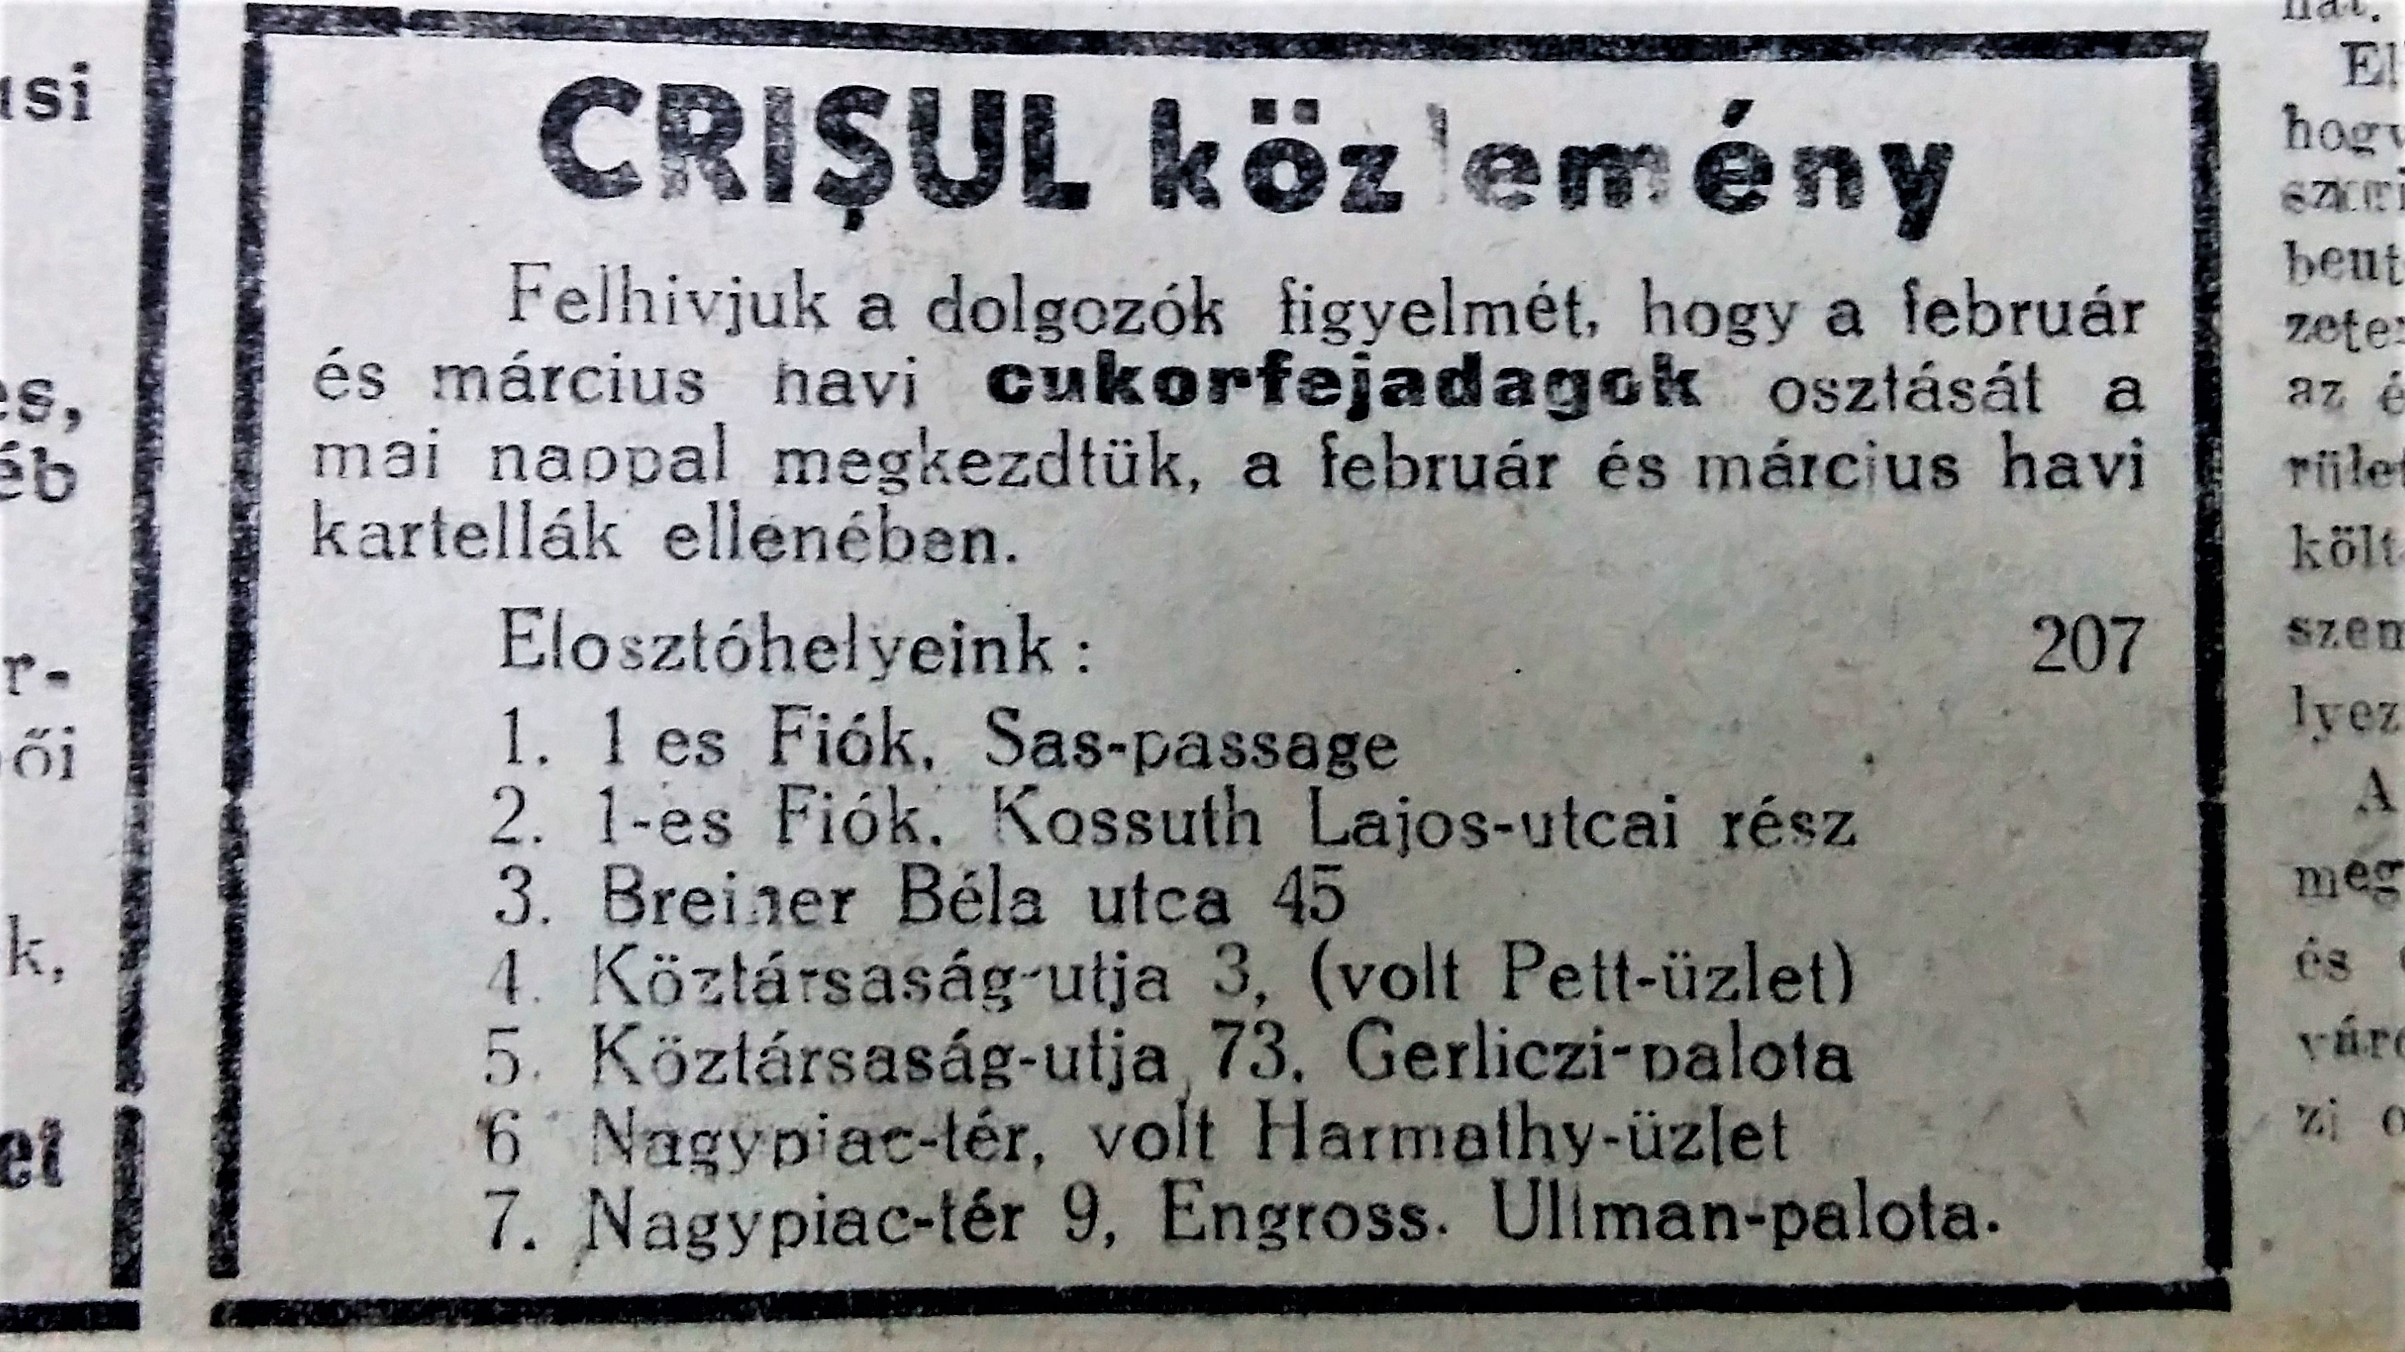 CRIȘUL közlemény
Felhivjuk a dolgozók figyelmét, hogy a február
és március havi cukorfejadagok osztását a
mai nappal megkezdtük, a február és március havi
kartellák ellenében.
Elosztóhelyeink : 207
1. 1 es Fiók, Sas-passage
2. 1-es Fiók, Kossuth Lajos-utcai rész
3. Breiner Béla utca 45
4. Köztársaság-utja 3, (volt Pett-üzlet)
5. Köztársaság-utja, 73, Gerliczi-palota
6 Nagypiac-tér, volt Harmathy-üzlet
7. Nagypiac-tér 9, Engross. Ullman-palota.